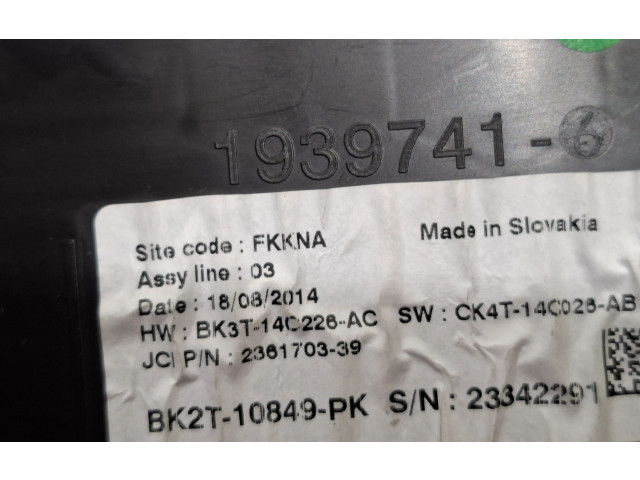 1939741-6
Site code : FKKNA Made in Slovakia
Assy line : 03
Date : 18/08/2014
HW : BK3T-14C226-AC SW : CK4T-14C026-AB
JCI P/N : 2361703-39
BK2T-10849-PK S/N : 23342291